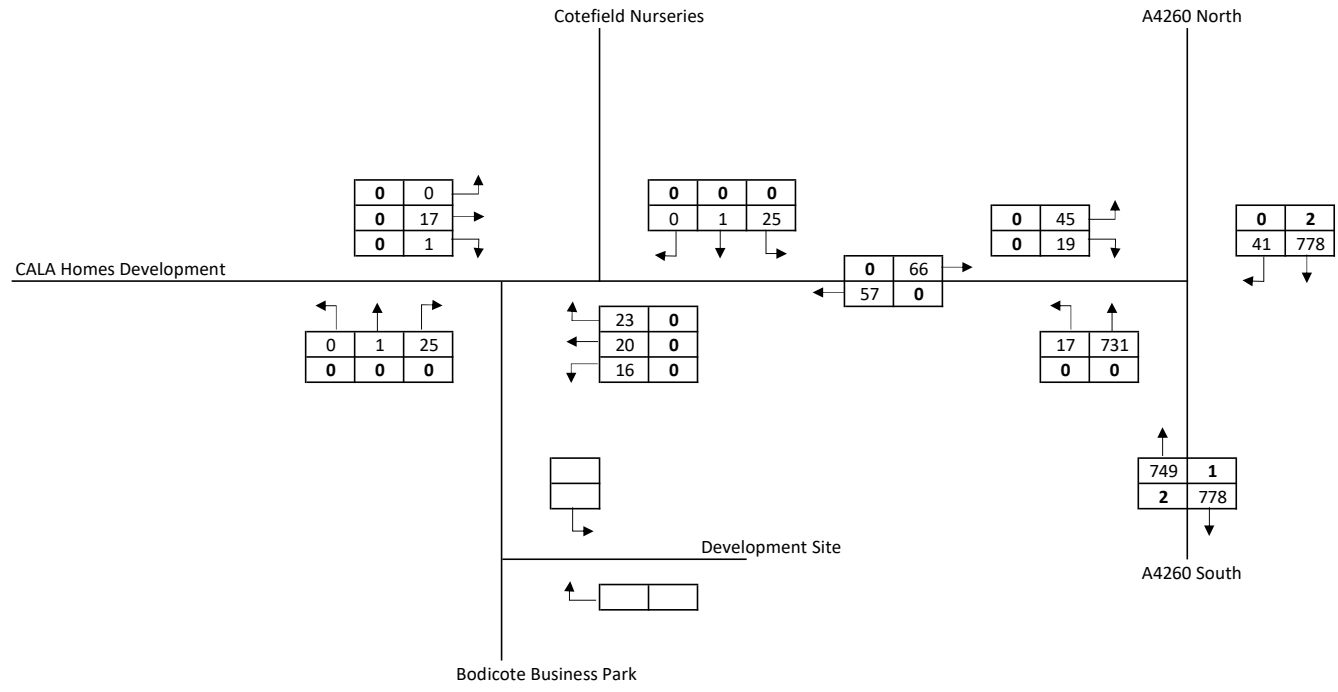 Cotefield Nurseries
A4260 North
0 0
0 17
0 1
0 0 0
0 1 25
0 45
0 19
0 2
41 778
CALA Homes Development
0 66
57 0
0 1 25
0 0 0
23 0
20 0
16 0
17 731
0 0
749 1
2 778
Development Site
A4260 South
Bodicote Business Park